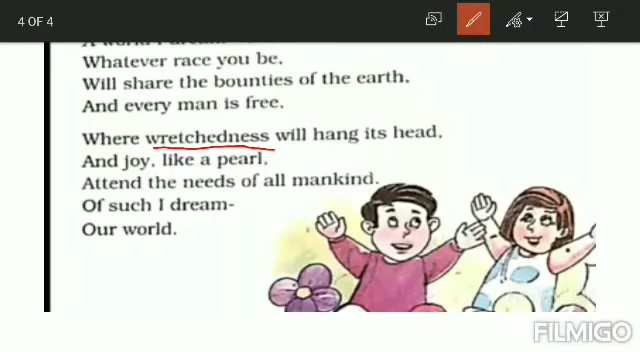 4 OF 4
Whatever race you be,
Will share the bounties of the earth,
And every man is free.
Where wretchedness will hang its head,
And joy, like a pearl,
Attend the needs of all mankind.
Of such I dream-
Our world.
FILMIGO